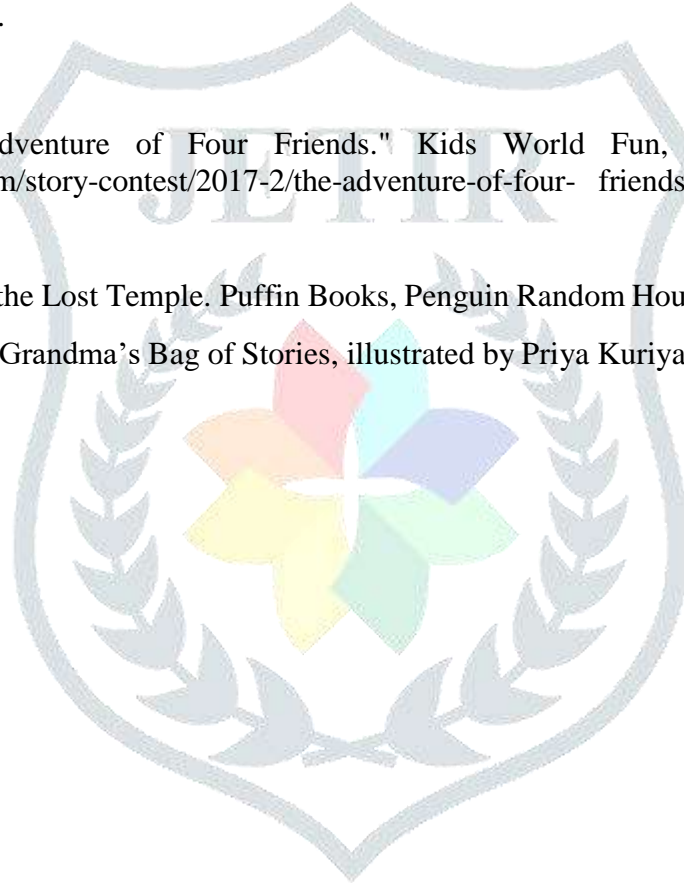 .
dventure of Four Friends." Kids World Fun,
m/story-contest/2017-2/the-adventure-of-four- friends
JETIR
the Lost Temple. Puffin Books, Penguin Random Hou
Grandma's Bag of Stories, illustrated by Priya Kuriya